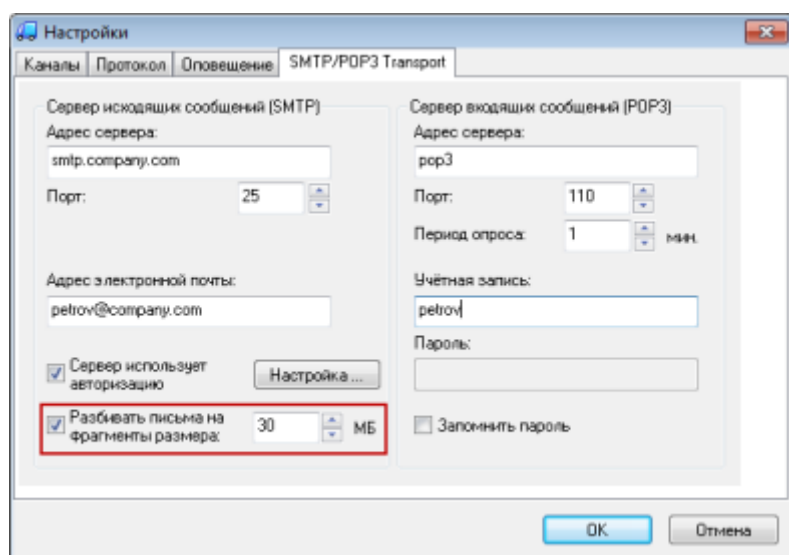 Настройки
Каналы Протокол Оповещение SMTP/POP3 Transport
Сервер исходящих сообщений (SMTP)
Адрес сервера:
smtp.company.com
Порт: 25
Адрес электронной почты:
petrov@company.com
Сервер использует
авторизацию
Настройка ...
Разбивать письма на
фрагменты размера:
30 МБ
Сервер входящих сообщений (POP3)
Адрес сервера:
pop3
Порт: 110
Период опроса: 1 мин.
Учётная запись:
petrov
Пароль:
Запомнить пароль
OK Отмена